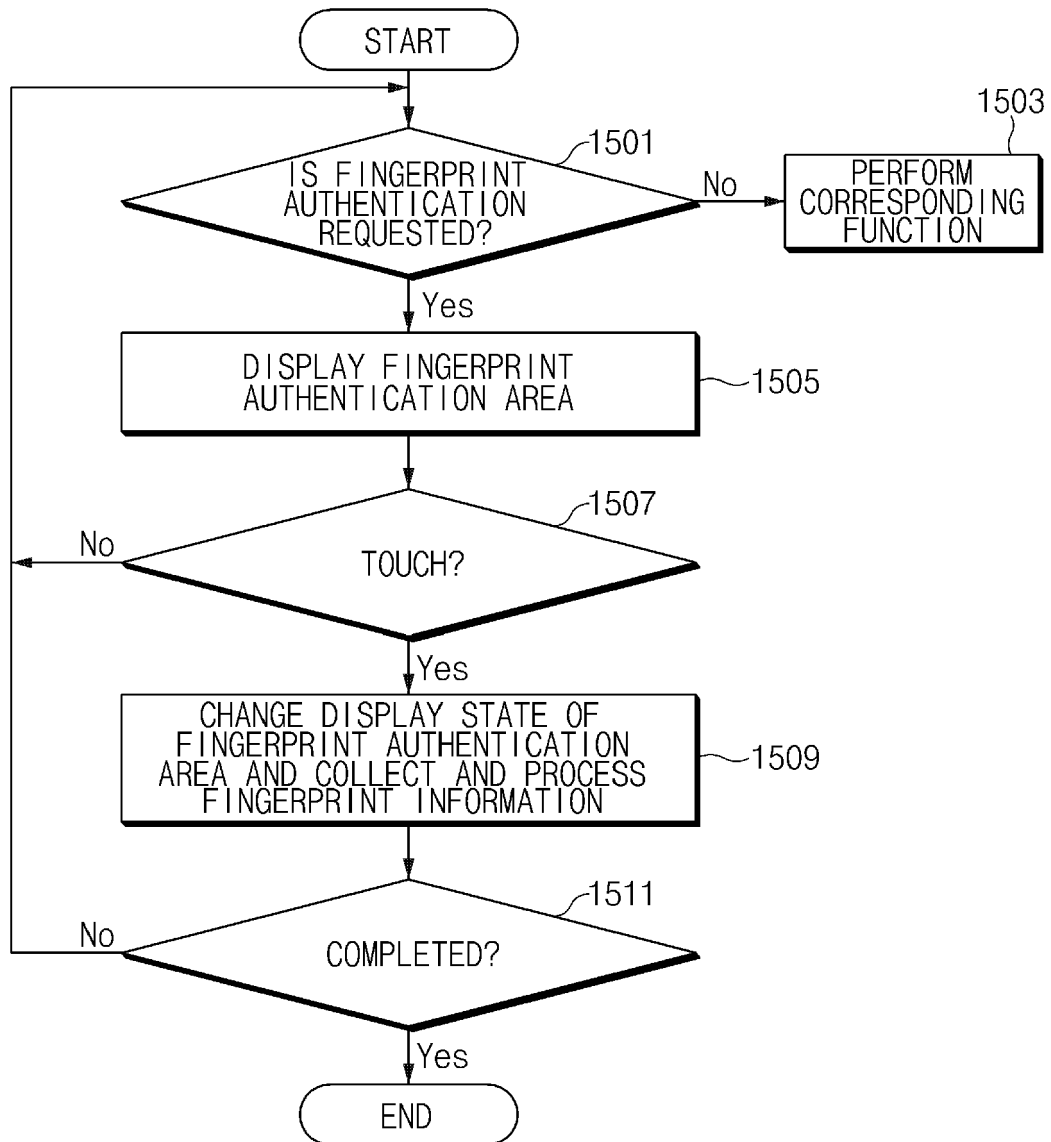 START
1501
IS FINGERPRINT
AUTHENTICATION
REQUESTED?
No
1503
PERFORM
CORRESPONDING
FUNCTION
Yes
DISPLAY FINGERPRINT
AUTHENTICATION AREA
1505
1507
TOUCH?
No
Yes
CHANGE DISPLAY STATE OF
FINGERPRINT AUTHENTICATION
AREA AND COLLECT AND PROCESS
FINGERPRINT INFORMATION
1509
1511
COMPLETED?
No
Yes
END